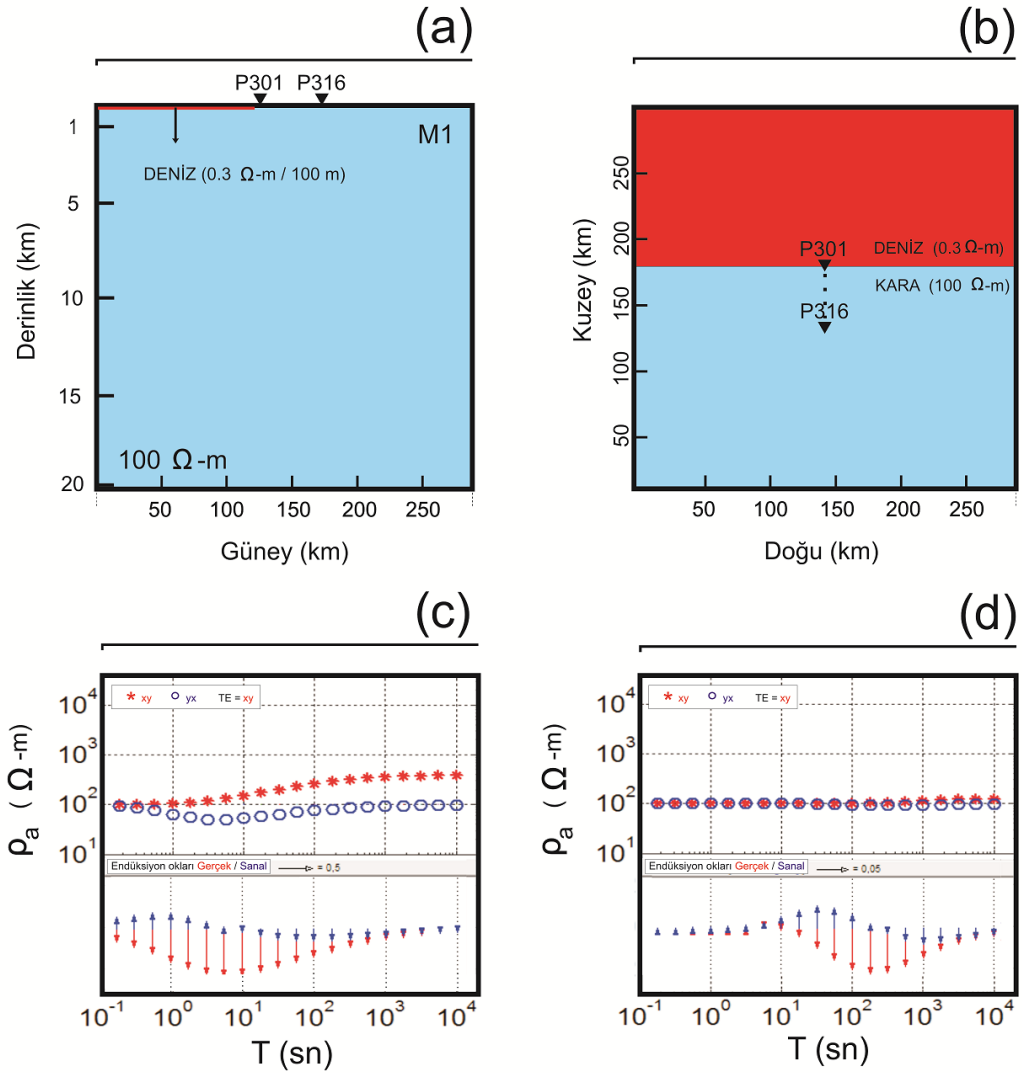 (a)
P301 P316
1
M1
DENİZ (0.3 Ω-m / 100 m)
5
10
15
20
100 Ω-m
Derinlik (km)
50 100 150 200 250
Güney (km)
(b)
250
200
150
100
50
Kuzey (km)
P301
DENİZ (0.3 Ω-m)
KARA (100 Ω-m)
P316
50 100 150 200 250
Doğu (km)
(c)
xy yx TE = xy
10⁴
10³
10²
10¹
ρa (Ω-m)
Endüksiyon okları Gerçek / Sanal = 0,5
10⁻¹ 10⁰ 10¹ 10² 10³ 10⁴
T (sn)
(d)
xy yx TE = xy
10⁴
10³
10²
10¹
ρa (Ω-m)
Endüksiyon okları Gerçek / Sanal = 0,05
10⁻¹ 10⁰ 10¹ 10² 10³ 10⁴
T (sn)